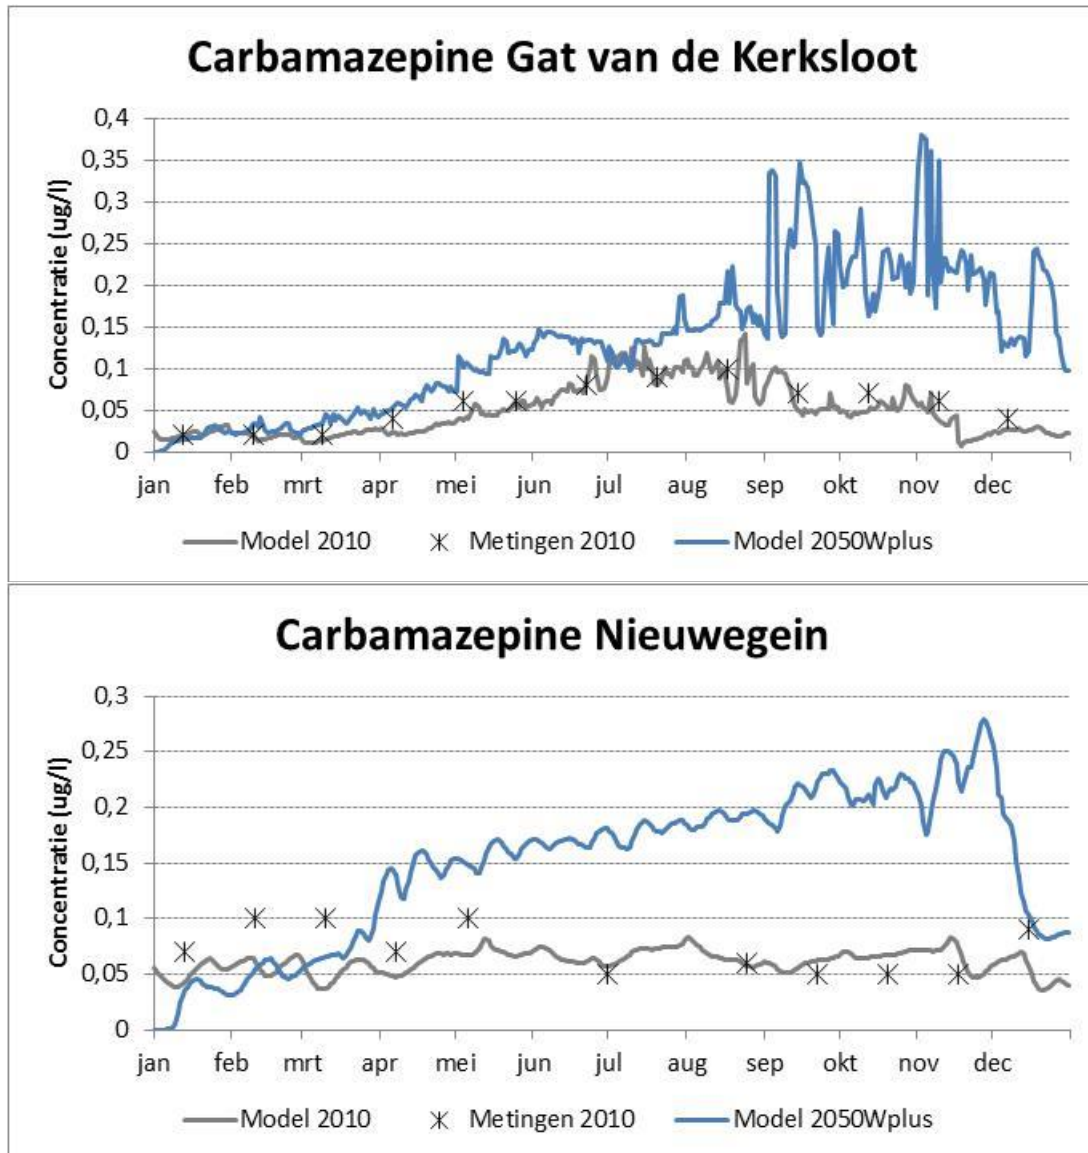 Carbamazepine Gat van de Kerksloot
Concentratie (ug/l)
0,4
0,35
0,3
0,25
0,2
0,15
0,1
0,05
0
jan feb mrt apr mei jun jul aug sep okt nov dec
Model 2010 Metingen 2010 Model 2050Wplus
Carbamazepine Nieuwegein
Concentratie (ug/l)
0,3
0,25
0,2
0,15
0,1
0,05
0
jan feb mrt apr mei jun jul aug sep okt nov dec
Model 2010 Metingen 2010 Model 2050Wplus